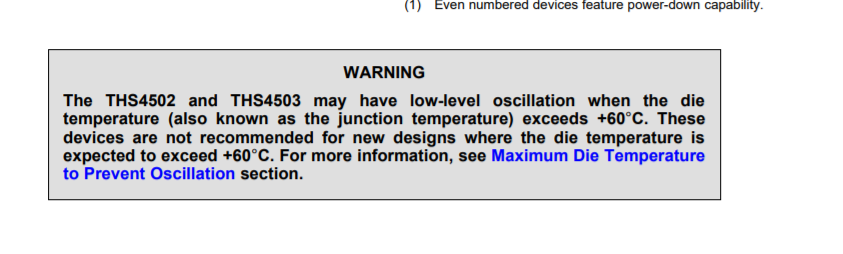 (1) Even numbered devices feature power-down capability.
WARNING
The THS4502 and THS4503 may have low-level oscillation when the die
temperature (also known as the junction temperature) exceeds +60°C. These
devices are not recommended for new designs where the die temperature is
expected to exceed +60°C. For more information, see Maximum Die Temperature
to Prevent Oscillation section.